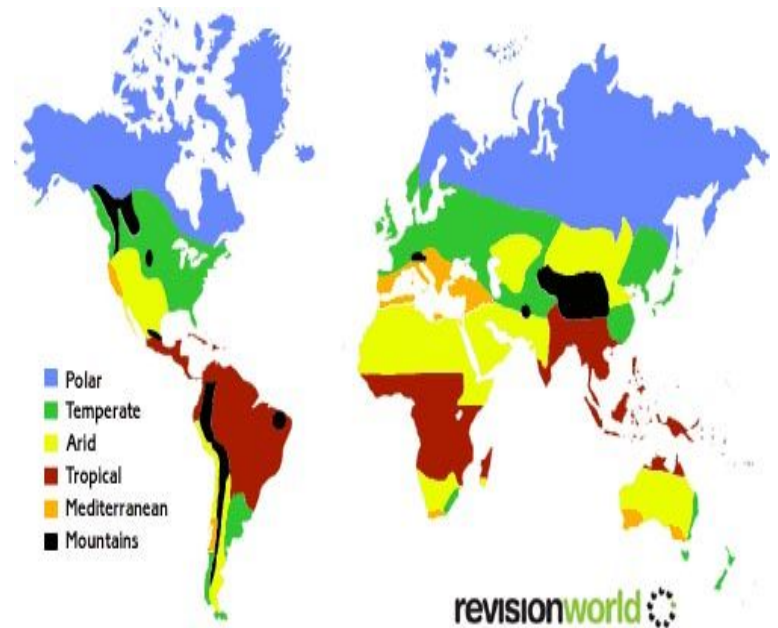 Polar
Temperate
Arid
Tropical
Mediterranean
Mountains
revisionworld